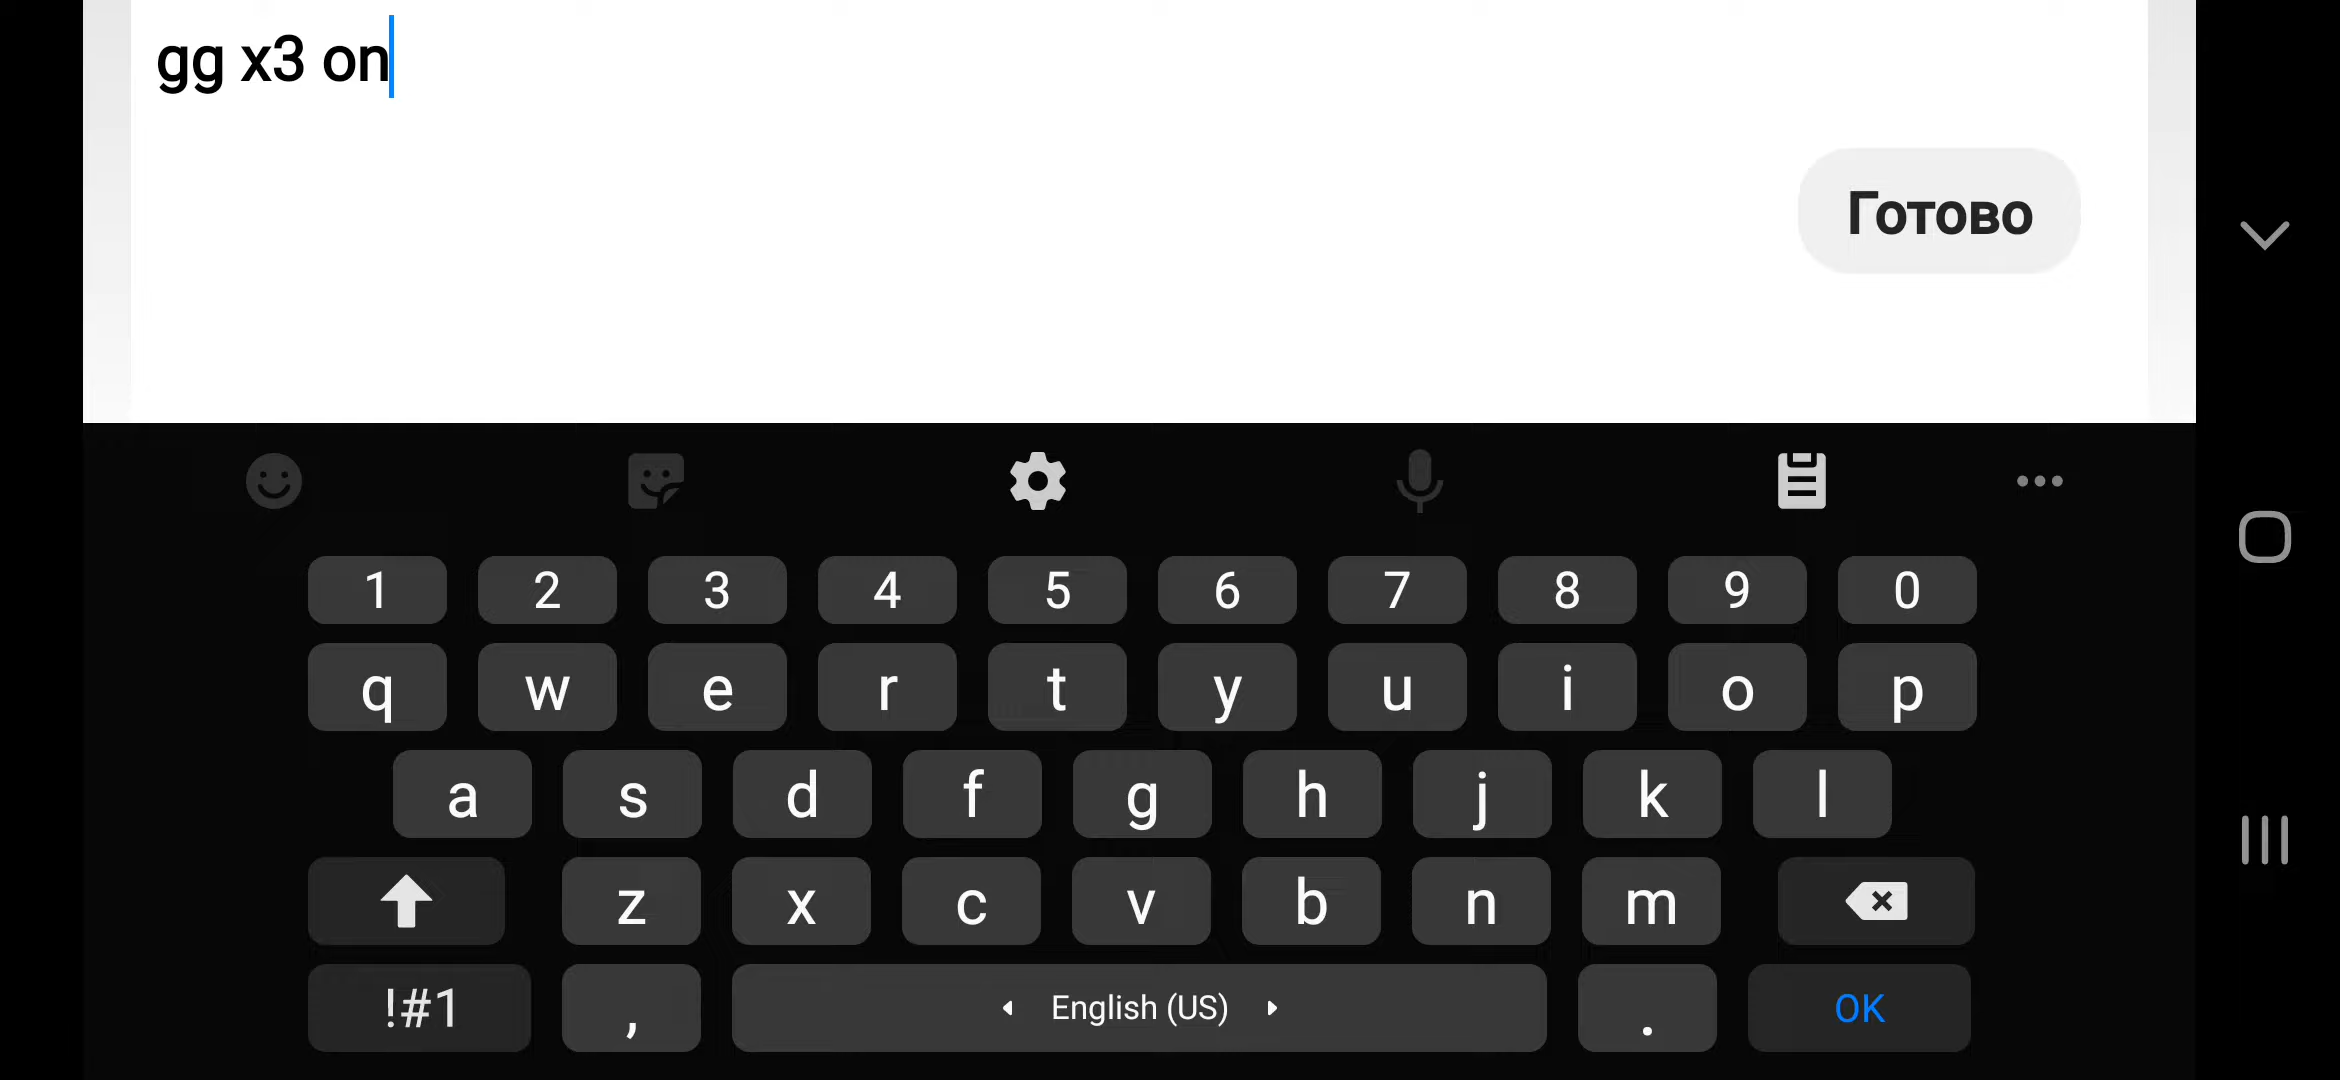 gg x3 on
Готово
1 2 3 4 5 6 7 8 9 0
q w e r t y u i o p
a s d f g h j k l
z x c v b n m
!#1 , English (US) . OK